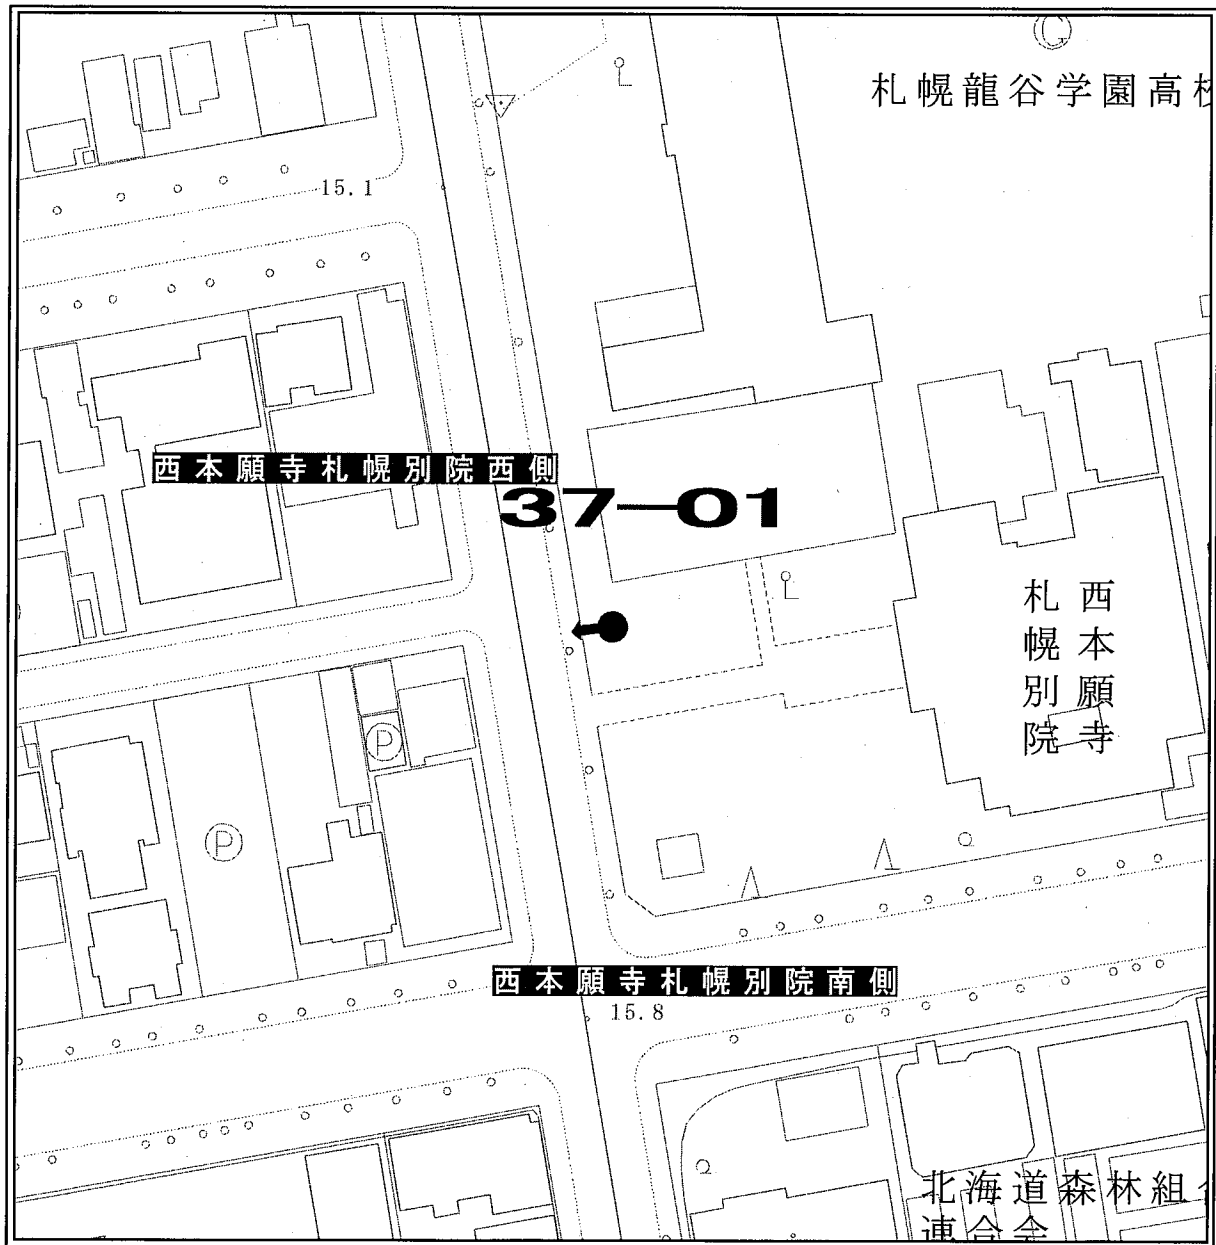 札幌龍谷学園高校
15.1
西本願寺札幌別院西側
37-01
西本願寺
札幌別院
P
P
西本願寺札幌別院南側
15.8
北海道森林組合
連合会